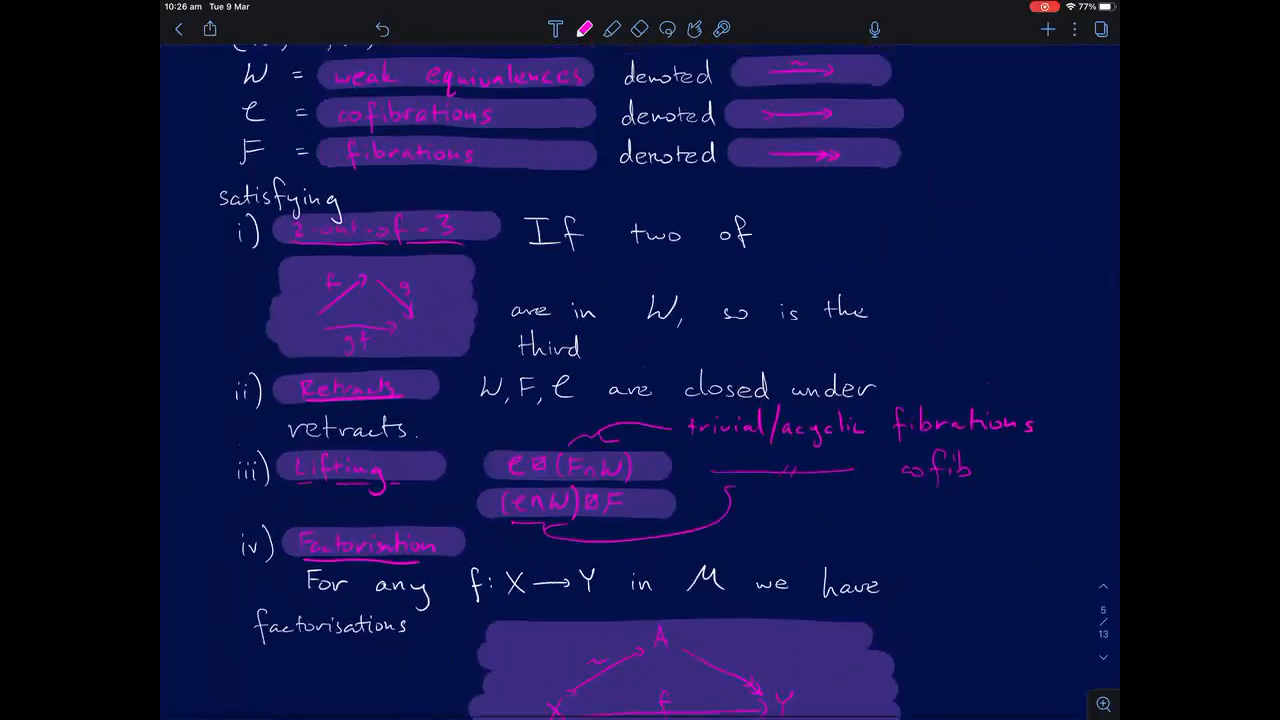 10:26 am Tue 9 Mar
77%
W = weak equivalences denoted ~→
C = cofibrations denoted ↣
F = fibrations denoted ↠
satisfying
i) 2-out-of-3 If two of
f g
gf
are in W, so is the
third
ii) Retracts W, F, C are closed under
retracts.
trivial/acyclic fibrations
iii) Lifting C ⧄ (F∩W) —〃— cofib
(C∩W) ⧄ F
iv) Factorisation
For any f: X → Y in M we have
factorisations
~ A
X f Y
5
/
13